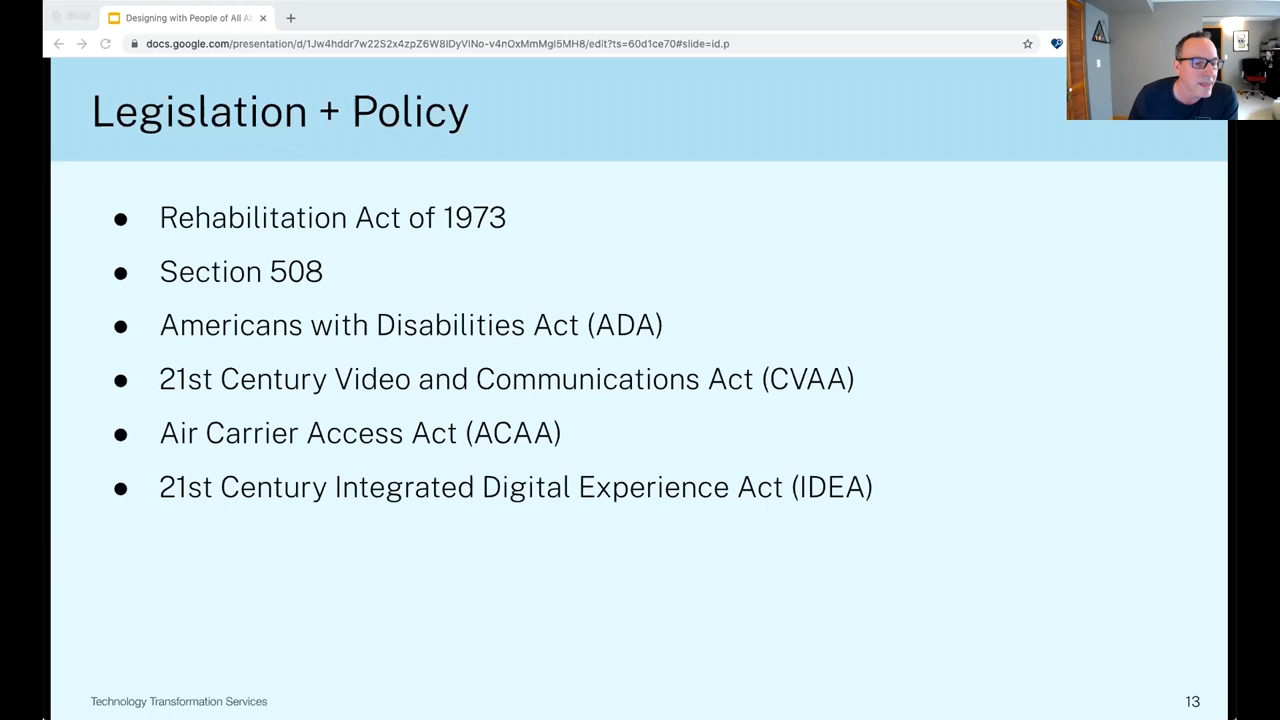 Designing with People of All A
docs.google.com/presentation/d/1Jw4hddr7w22S2x4zpZ6W8lDyVlNo-v4nOxMmMgl5MH8/edit?ts=60d1ce70#slide=id.p
Legislation + Policy
● Rehabilitation Act of 1973
● Section 508
● Americans with Disabilities Act (ADA)
● 21st Century Video and Communications Act (CVAA)
● Air Carrier Access Act (ACAA)
● 21st Century Integrated Digital Experience Act (IDEA)
Technology Transformation Services
13